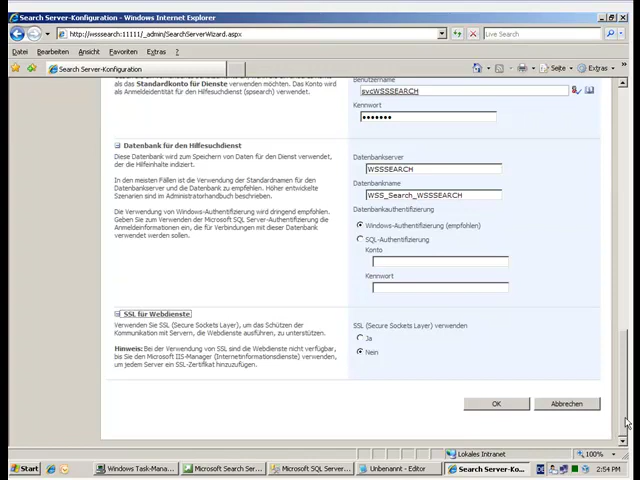 Search Server-Konfiguration - Windows Internet Explorer
http://wsssearch:11111/_admin/SearchServerWizard.aspx
Live Search
Datei Bearbeiten Ansicht Favoriten Extras ?
Search Server-Konfiguration
Seite Extras
als das Standardkonto für Dienste verwenden möchten. Das Konto wird
als Anmeldeidentität für den Hilfesuchdienst (spsearch) verwendet.
Benutzername
svcWSSSEARCH
Kennwort
Datenbank für den Hilfesuchdienst
Diese Datenbank wird zum Speichern von Daten für den Dienst verwendet,
der die Hilfeinhalte indiziert.
In den meisten Fällen ist die Verwendung der Standardnamen für den
Datenbankserver und die Datenbank zu empfehlen. Höher entwickelte
Szenarien sind im Administratorhandbuch beschrieben.
Die Verwendung von Windows-Authentifizierung wird dringend empfohlen.
Geben Sie zum Verwenden der Microsoft SQL Server-Authentifizierung die
Anmeldeinformationen ein, die für Verbindungen mit dieser Datenbank
verwendet werden sollen.
Datenbankserver
WSSSEARCH
Datenbankname
WSS_Search_WSSSEARCH
Datenbankauthentifizierung
Windows-Authentifizierung (empfohlen)
SQL-Authentifizierung
Konto
Kennwort
SSL für Webdienste
Verwenden Sie SSL (Secure Sockets Layer), um das Schützen der
Kommunikation mit Servern, die Webdienste ausführen, zu unterstützen.
Hinweis: Bei der Verwendung von SSL sind die Webdienste nicht verfügbar,
bis Sie den Microsoft IIS-Manager (Internetinformationsdienste) verwenden,
um jedem Server ein SSL-Zertifikat hinzuzufügen.
SSL (Secure Sockets Layer) verwenden
Ja
Nein
OK Abbrechen
Lokales Intranet 100%
Start Windows Task-Mana... Microsoft Search Ser... Microsoft SQL Server... Unbenannt - Editor Search Server-Ko... DE 2:54 PM